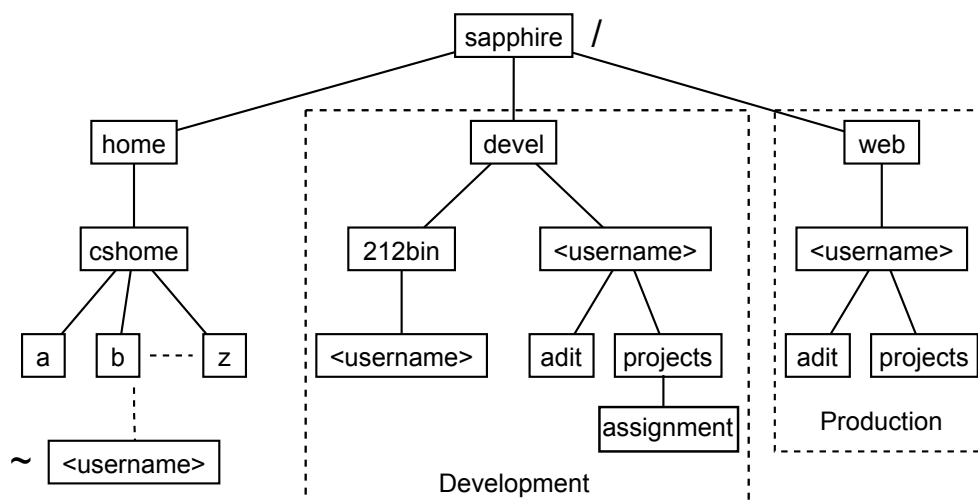 sapphire /
home
devel
web
cshome
212bin
<username>
<username>
a
b
z
<username>
adit
projects
adit
projects
assignment
Production
~ <username>
Development